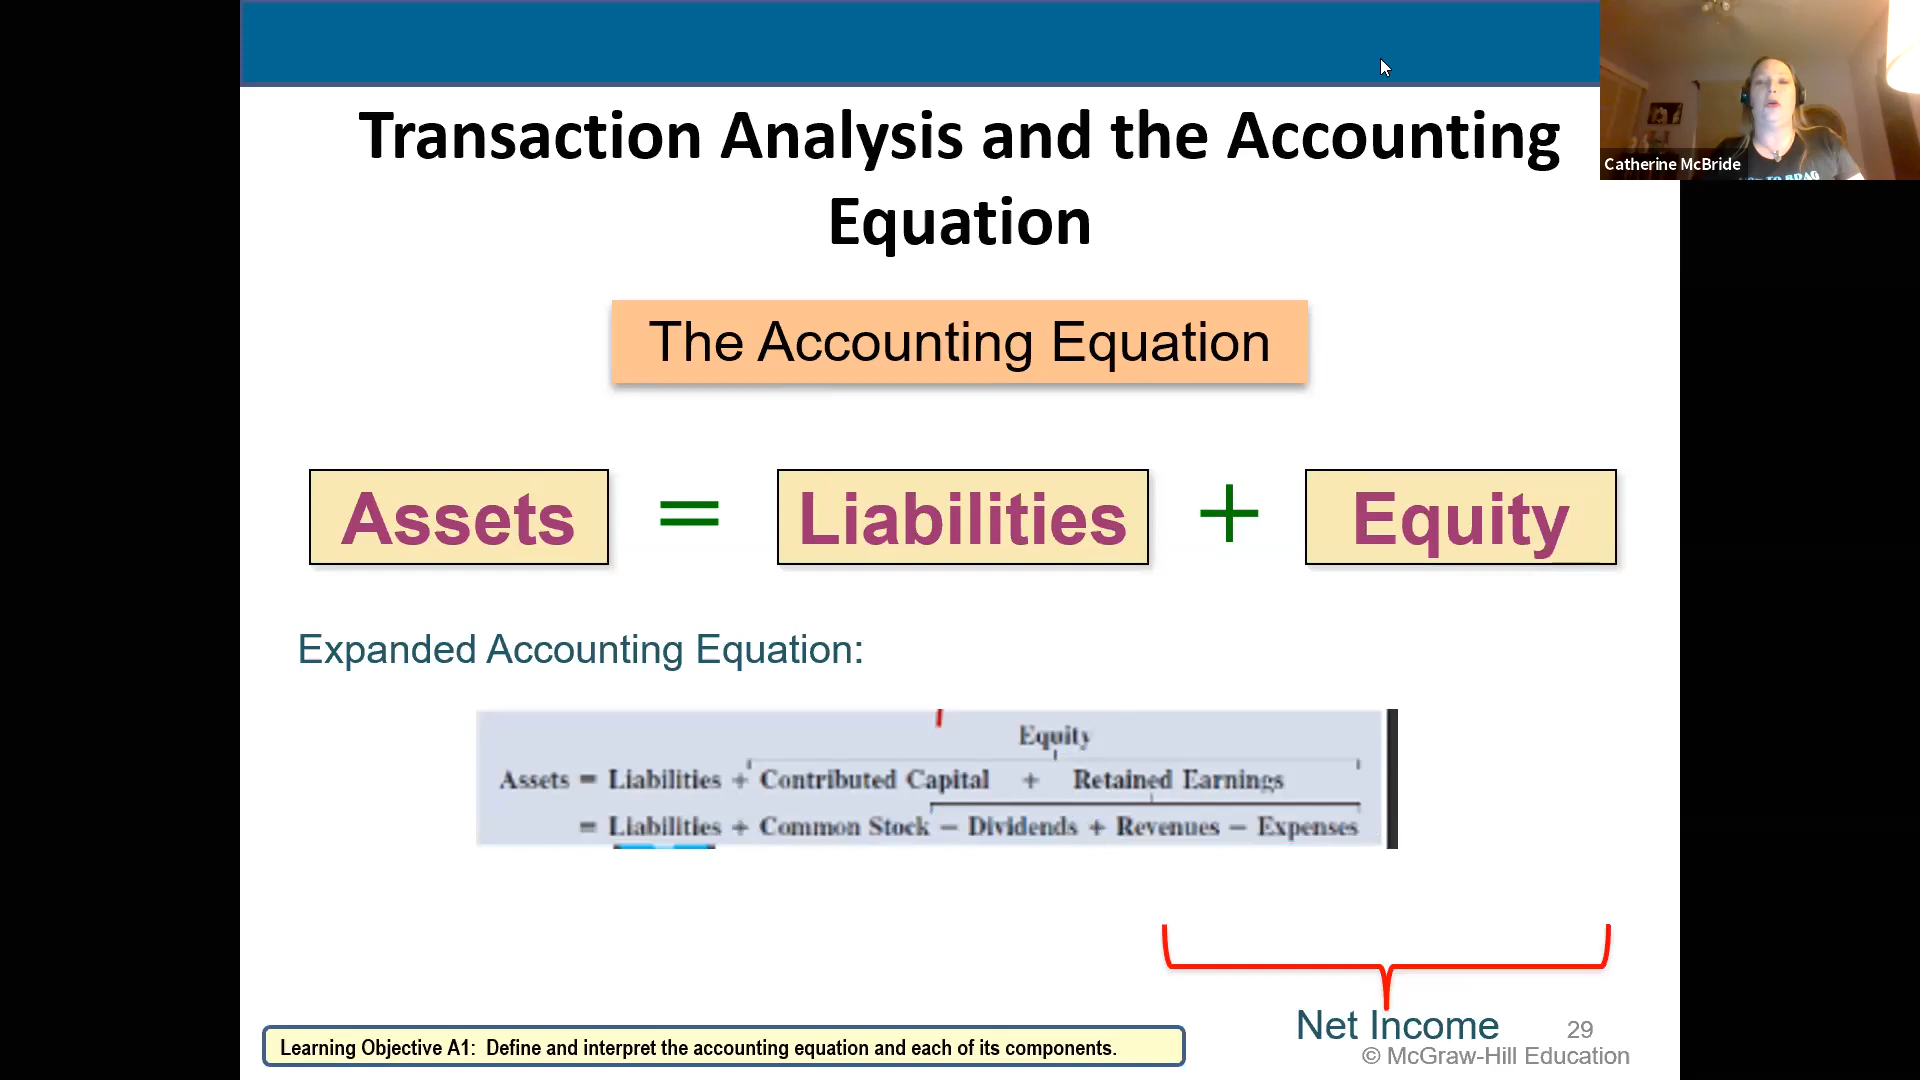 Transaction Analysis and the Accounting
Equation
Catherine McBride
The Accounting Equation
Assets = Liabilities + Equity
Expanded Accounting Equation:
Equity
Assets = Liabilities + Contributed Capital + Retained Earnings
= Liabilities + Common Stock − Dividends + Revenues − Expenses
Net Income
29
Learning Objective A1: Define and interpret the accounting equation and each of its components.
© McGraw-Hill Education